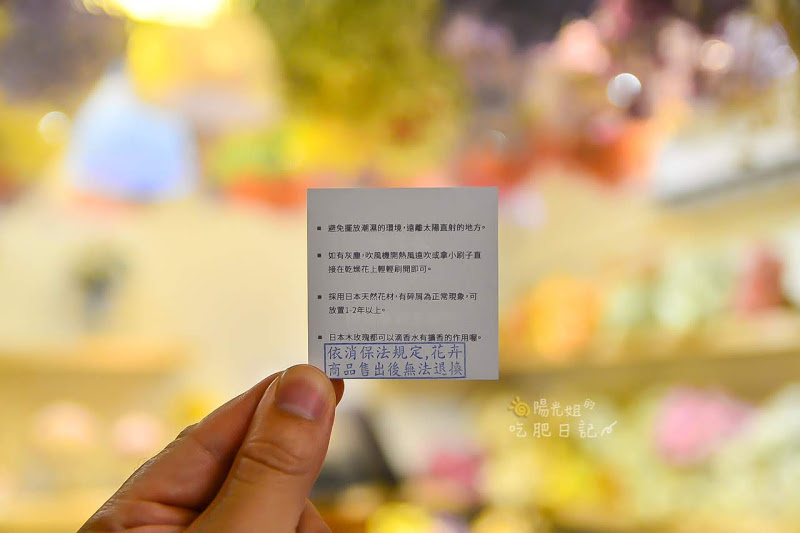 ▪ 避免擺放潮濕的環境，遠離太陽直射的地方。
▪ 如有灰塵，吹風機開熱風遠吹或拿小刷子直
接在乾燥花上輕輕刷開即可。
▪ 採用日本天然花材，有碎屑為正常現象，可
放置1-2年以上。
▪ 日本木玫瑰都可以滴香水有擴香的作用喔。
依消保法規定,花卉
商品售出後無法退換
陽光姐的
吃肥日記